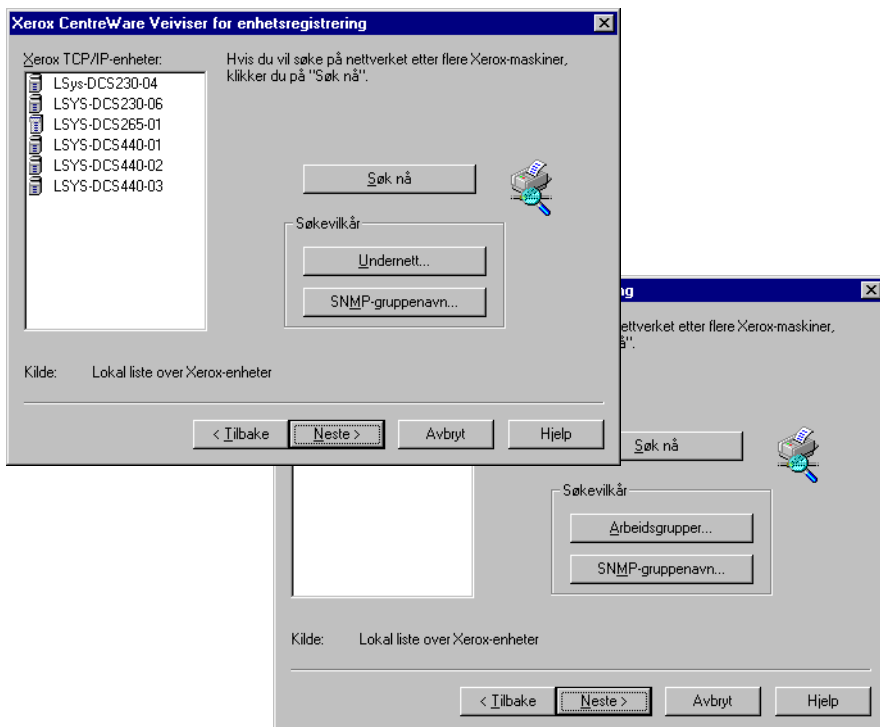 Xerox CentreWare Veiviser for enhetsregistrering
Xerox TCP/IP-enheter:
LSys-DCS230-04
LSYS-DCS230-06
LSYS-DCS265-01
LSYS-DCS440-01
LSYS-DCS440-02
LSYS-DCS440-03
Hvis du vil søke på nettverket etter flere Xerox-maskiner,
klikker du på "Søk nå".
Søk nå
Søkevilkår
Undernett...
SNMP-gruppenavn...
Kilde: Lokal liste over Xerox-enheter
< Tilbake Neste > Avbryt Hjelp
ng
ettverket etter flere Xerox-maskiner,
å".
Søk nå
Søkevilkår
Arbeidsgrupper...
SNMP-gruppenavn...
Kilde: Lokal liste over Xerox-enheter
< Tilbake Neste > Avbryt Hjelp